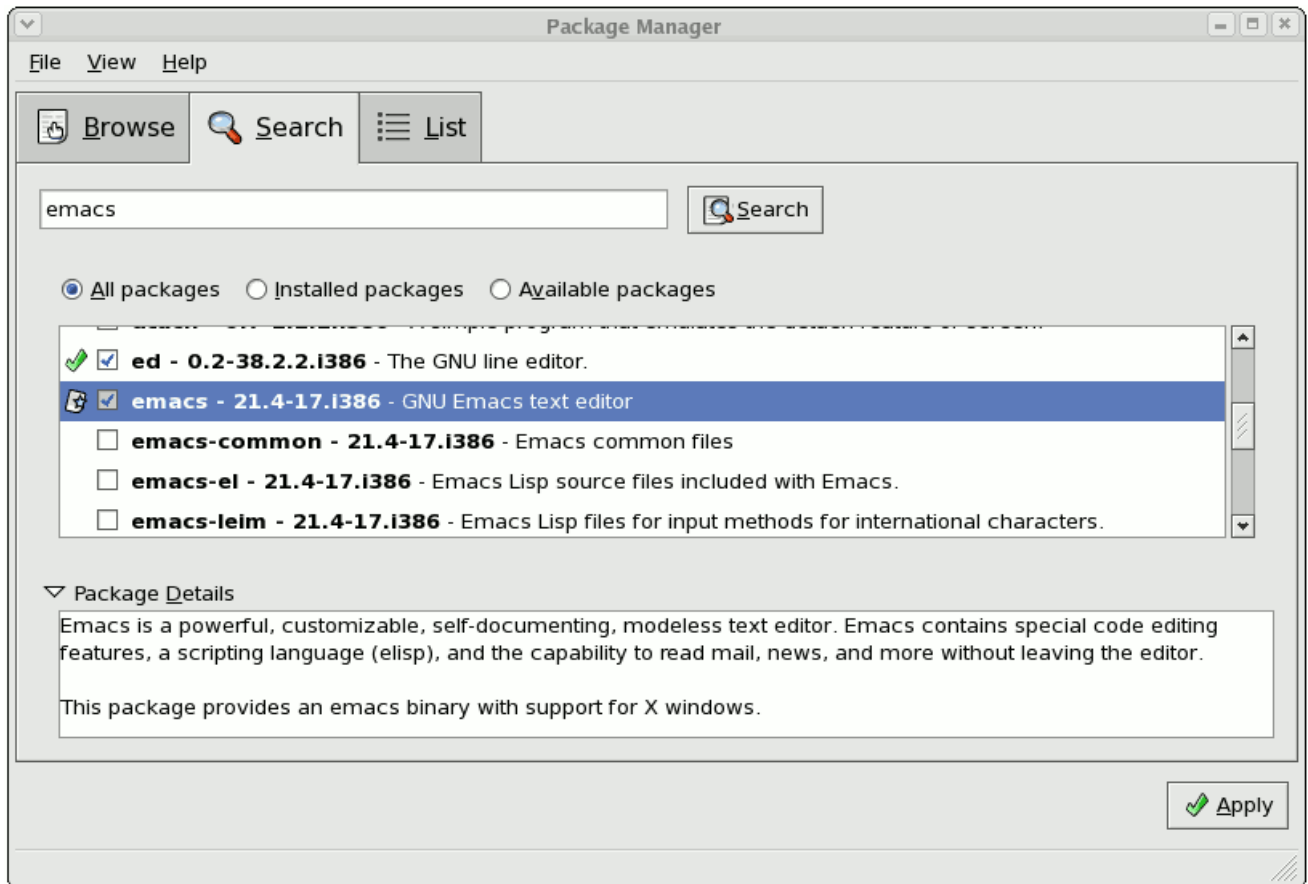 Package Manager
File View Help
Browse Search List
emacs Search
All packages Installed packages Available packages
ed - 0.2-38.2.2.i386 - The GNU line editor.
emacs - 21.4-17.i386 - GNU Emacs text editor
emacs-common - 21.4-17.i386 - Emacs common files
emacs-el - 21.4-17.i386 - Emacs Lisp source files included with Emacs.
emacs-leim - 21.4-17.i386 - Emacs Lisp files for input methods for international characters.
Package Details
Emacs is a powerful, customizable, self-documenting, modeless text editor. Emacs contains special code editing
features, a scripting language (elisp), and the capability to read mail, news, and more without leaving the editor.
This package provides an emacs binary with support for X windows.
Apply